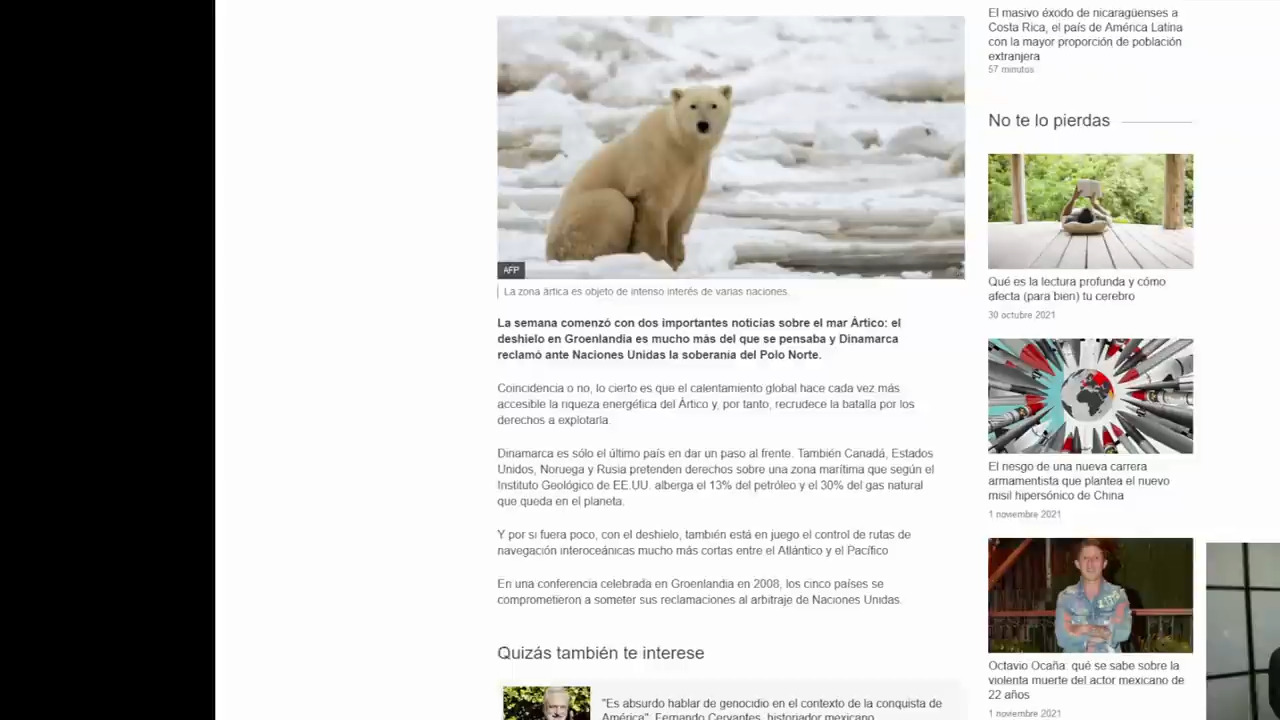 AFP
La zona ártica es objeto de intenso interés de varias naciones.
La semana comenzó con dos importantes noticias sobre el mar Ártico: el
deshielo en Groenlandia es mucho más del que se pensaba y Dinamarca
reclamó ante Naciones Unidas la soberanía del Polo Norte.
Coincidencia o no, lo cierto es que el calentamiento global hace cada vez más
accesible la riqueza energética del Ártico y, por tanto, recrudece la batalla por los
derechos a explotarla.
Dinamarca es sólo el último país en dar un paso al frente. También Canadá, Estados
Unidos, Noruega y Rusia pretenden derechos sobre una zona marítima que según el
Instituto Geológico de EE.UU. alberga el 13% del petróleo y el 30% del gas natural
que queda en el planeta.
Y por si fuera poco, con el deshielo, también está en juego el control de rutas de
navegación interoceánicas mucho más cortas entre el Atlántico y el Pacífico
En una conferencia celebrada en Groenlandia en 2008, los cinco países se
comprometieron a someter sus reclamaciones al arbitraje de Naciones Unidas.
Quizás también te interese
"Es absurdo hablar de genocidio en el contexto de la conquista de
América", Fernando Cervantes, historiador mexicano
El masivo éxodo de nicaragüenses a
Costa Rica, el país de América Latina
con la mayor proporción de población
extranjera
57 minutos
No te lo pierdas
Qué es la lectura profunda y cómo
afecta (para bien) tu cerebro
30 octubre 2021
El riesgo de una nueva carrera
armamentista que plantea el nuevo
misil hipersónico de China
1 noviembre 2021
Octavio Ocaña: qué se sabe sobre la
violenta muerte del actor mexicano de
22 años
1 noviembre 2021